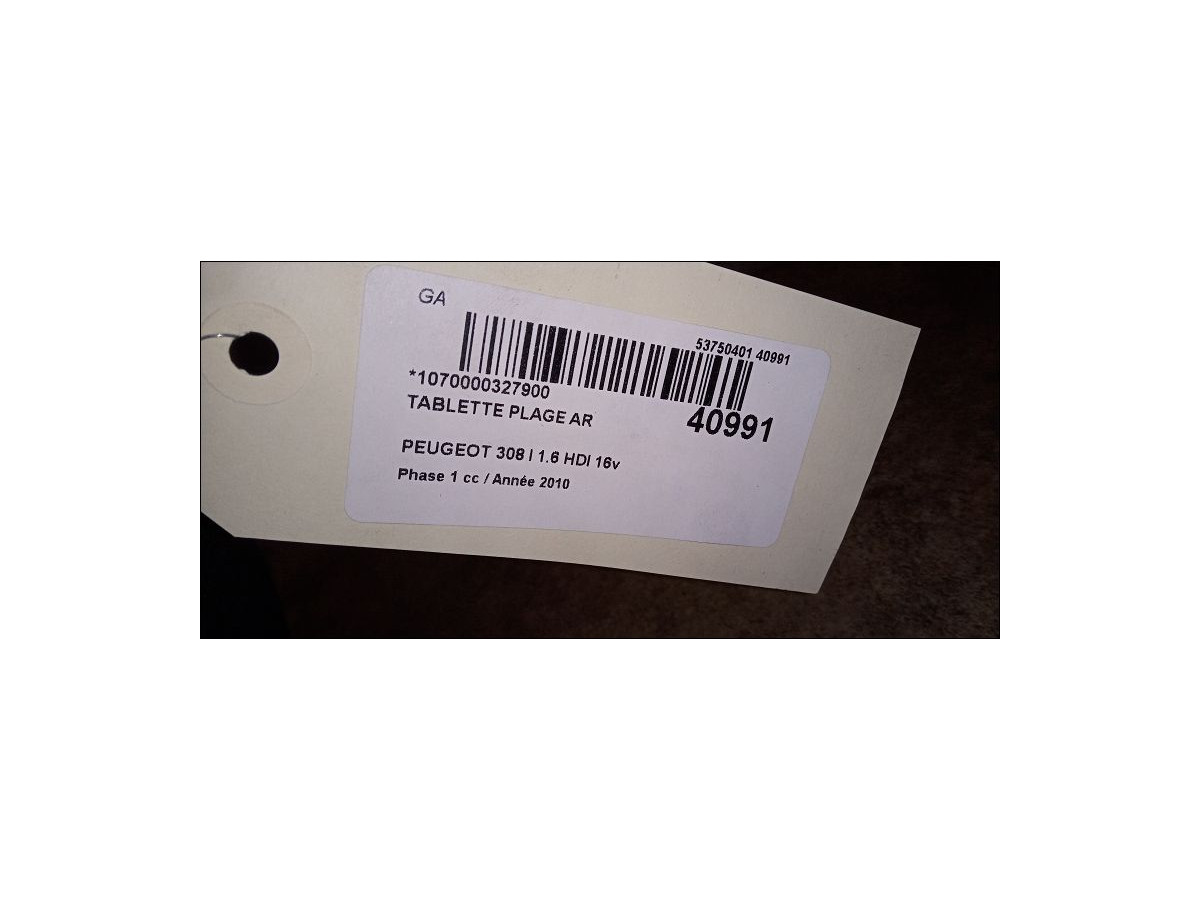 GA
53750401 40991
*1070000327900
TABLETTE PLAGE AR
40991
PEUGEOT 308 I 1.6 HDI 16v
Phase 1 cc / Année 2010